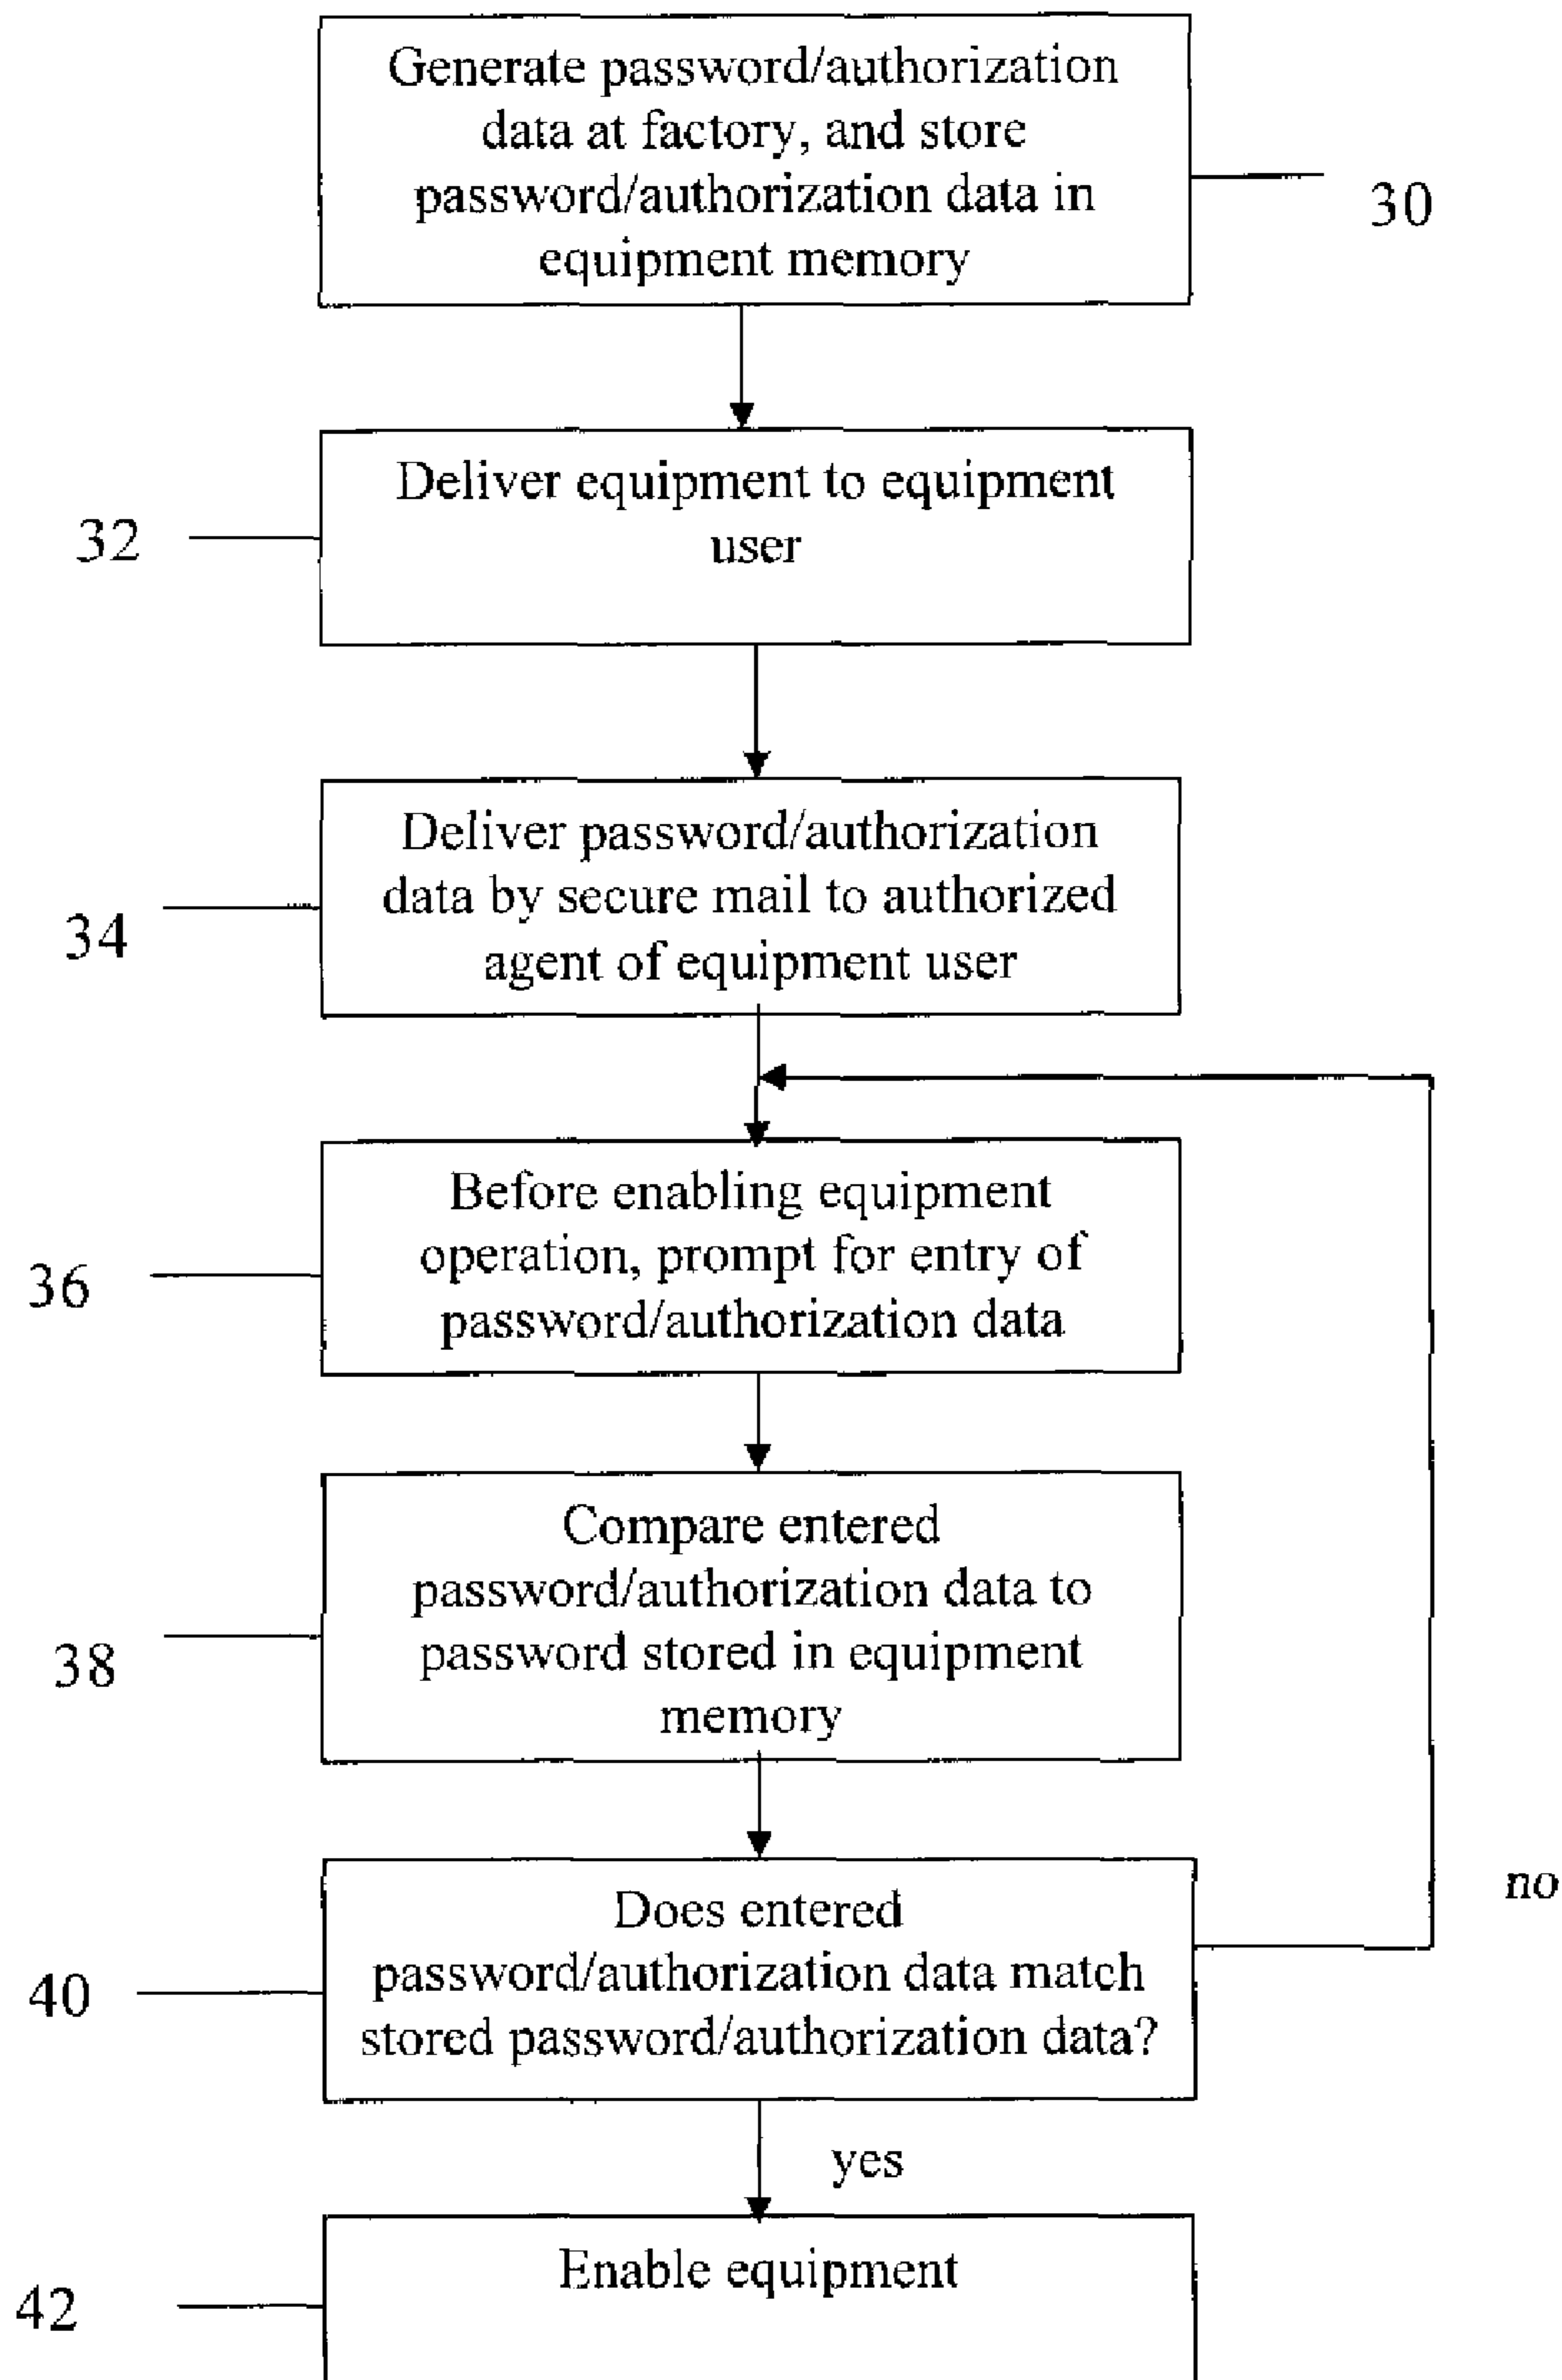 Generate password/authorization
data at factory, and store
password/authorization data in
equipment memory
30
Deliver equipment to equipment
user
32
Deliver password/authorization
data by secure mail to authorized
agent of equipment user
34
Before enabling equipment
operation, prompt for entry of
password/authorization data
36
Compare entered
password/authorization data to
password stored in equipment
memory
38
Does entered
password/authorization data match
stored password/authorization data?
40
no
yes
Enable equipment
42